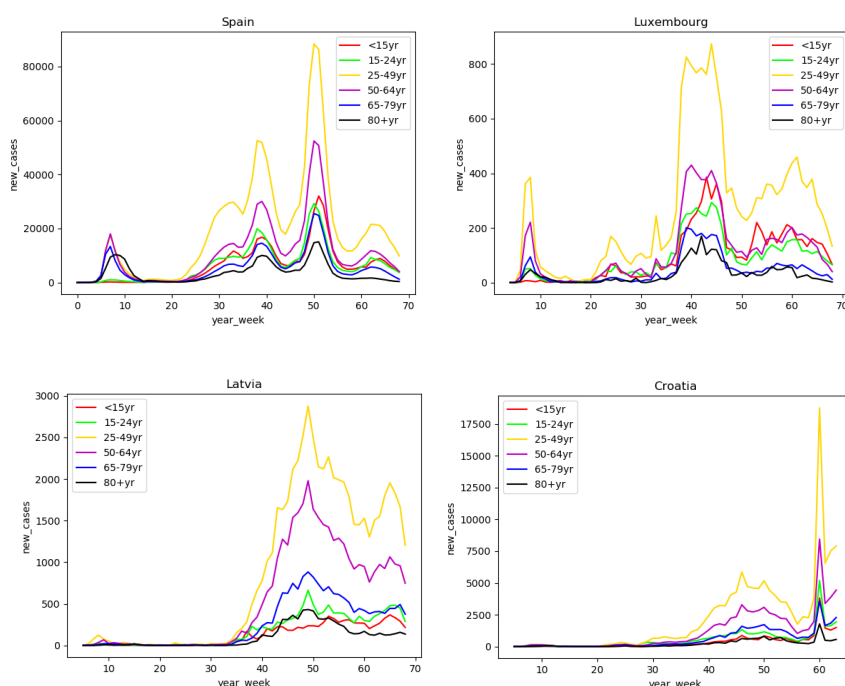 Spain
<15yr
15-24yr
25-49yr
50-64yr
65-79yr
80+yr
new_cases
80000
60000
40000
20000
0
0 10 20 30 40 50 60 70
year_week
Luxembourg
<15yr
15-24yr
25-49yr
50-64yr
65-79yr
80+yr
new_cases
800
600
400
200
0
10 20 30 40 50 60 70
year_week
Latvia
<15yr
15-24yr
25-49yr
50-64yr
65-79yr
80+yr
new_cases
3000
2500
2000
1500
1000
500
0
10 20 30 40 50 60 70
year_week
Croatia
<15yr
15-24yr
25-49yr
50-64yr
65-79yr
80+yr
new_cases
17500
15000
12500
10000
7500
5000
2500
0
10 20 30 40 50 60
year_week